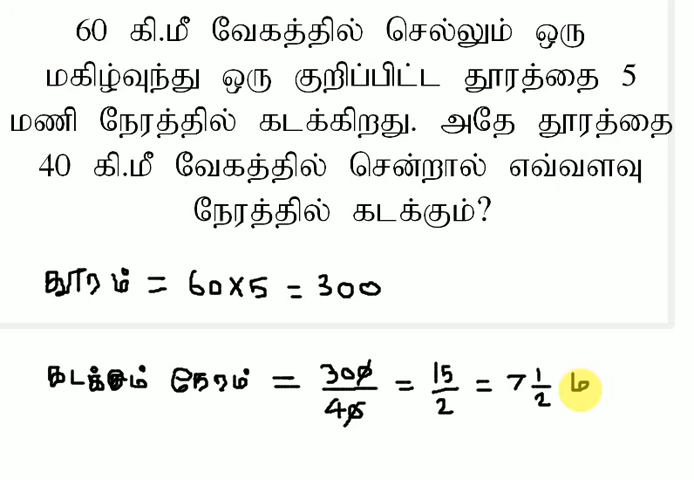 60 கி.மீ வேகத்தில் செல்லும் ஒரு
மகிழ்வுந்து ஒரு குறிப்பிட்ட தூரத்தை 5
மணி நேரத்தில் கடக்கிறது. அதே தூரத்தை
40 கி.மீ வேகத்தில் சென்றால் எவ்வளவு
நேரத்தில் கடக்கும்?
தூரம் = 60 x 5 = 300
கடக்கும் நேரம் = 300/40 = 15/2 = 7 1/2 ம